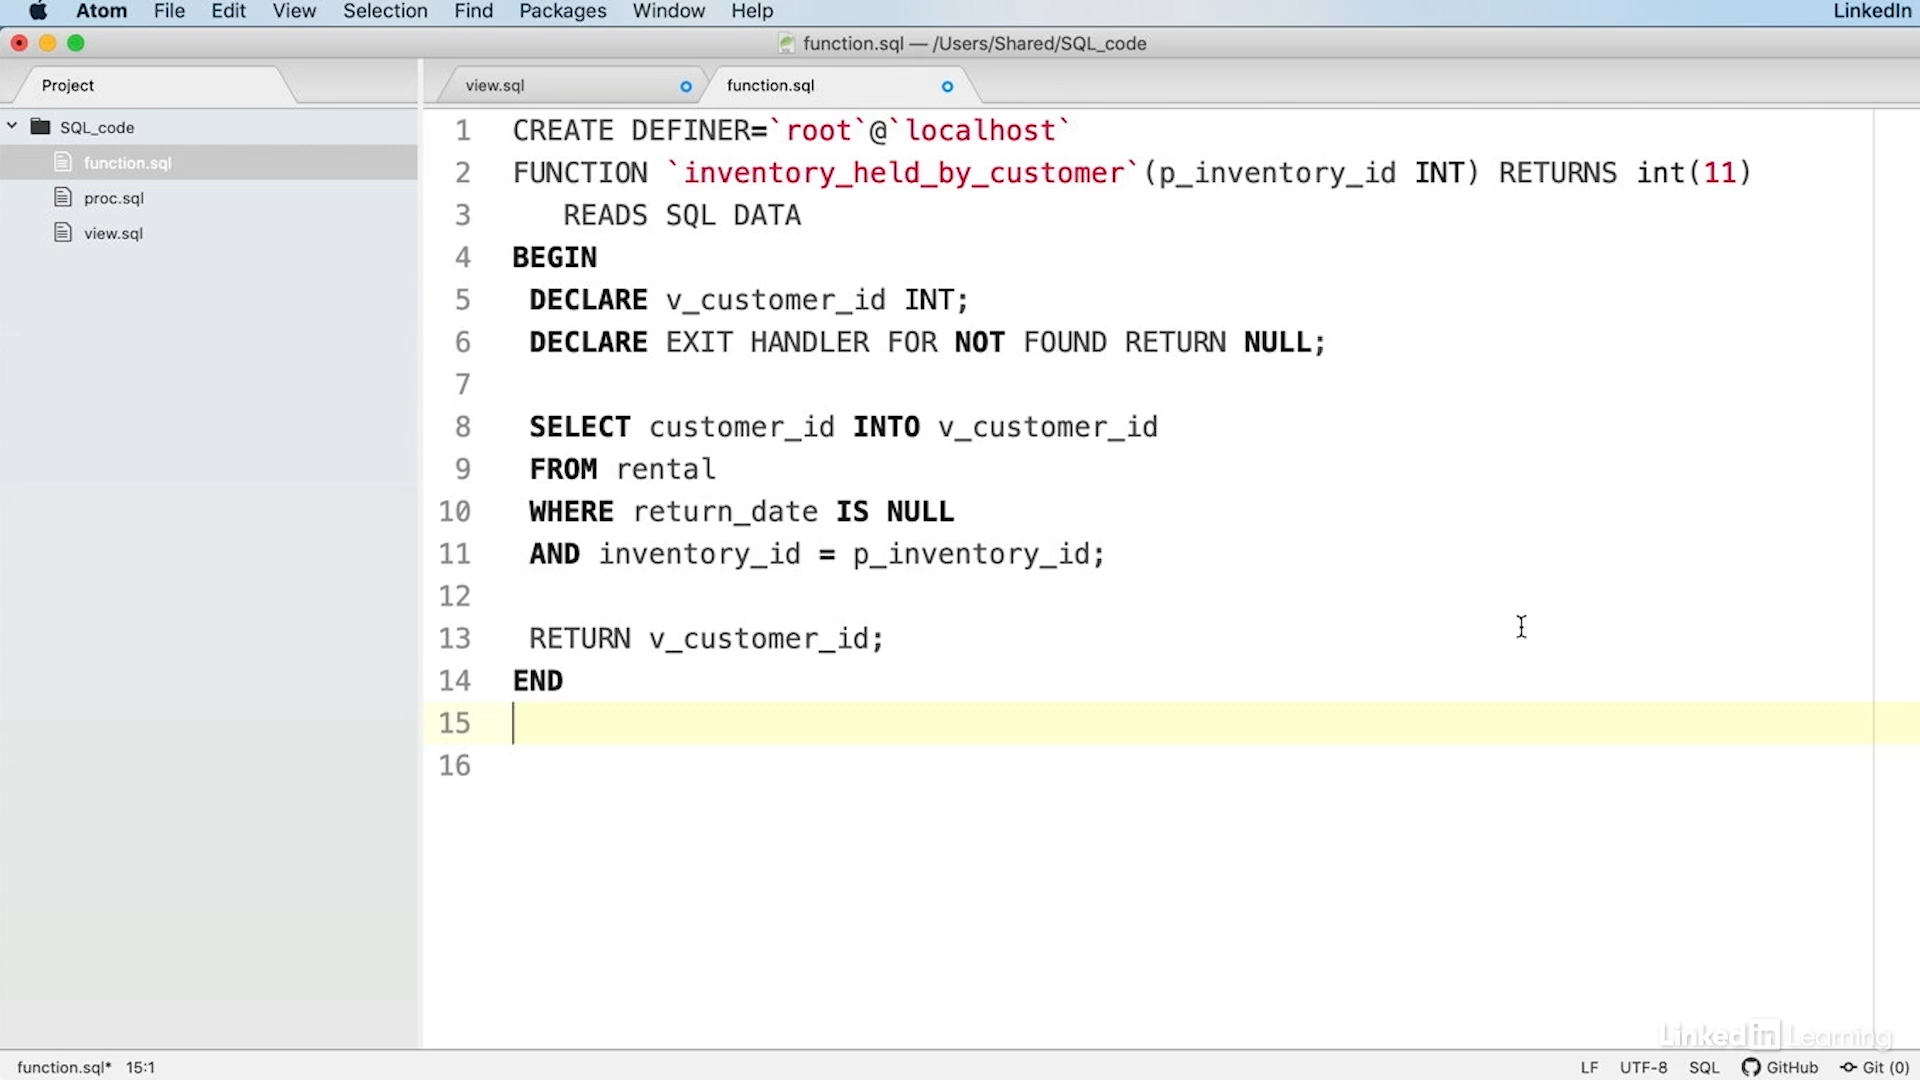 Atom File Edit View Selection Find Packages Window Help LinkedIn
function.sql — /Users/Shared/SQL_code
Project
view.sql
function.sql
SQL_code
function.sql
proc.sql
view.sql
1 CREATE DEFINER=`root`@`localhost`
2 FUNCTION `inventory_held_by_customer`(p_inventory_id INT) RETURNS int(11)
3 READS SQL DATA
4 BEGIN
5 DECLARE v_customer_id INT;
6 DECLARE EXIT HANDLER FOR NOT FOUND RETURN NULL;
7
8 SELECT customer_id INTO v_customer_id
9 FROM rental
10 WHERE return_date IS NULL
11 AND inventory_id = p_inventory_id;
12
13 RETURN v_customer_id;
14 END
15
16
LinkedIn Learning
function.sql* 15:1 LF UTF-8 SQL GitHub Git (0)